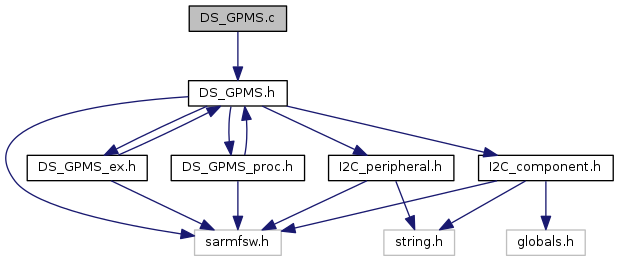 DS_GPMS.c
DS_GPMS.h
DS_GPMS_ex.h
DS_GPMS_proc.h
I2C_peripheral.h
I2C_component.h
sarmfsw.h
string.h
globals.h